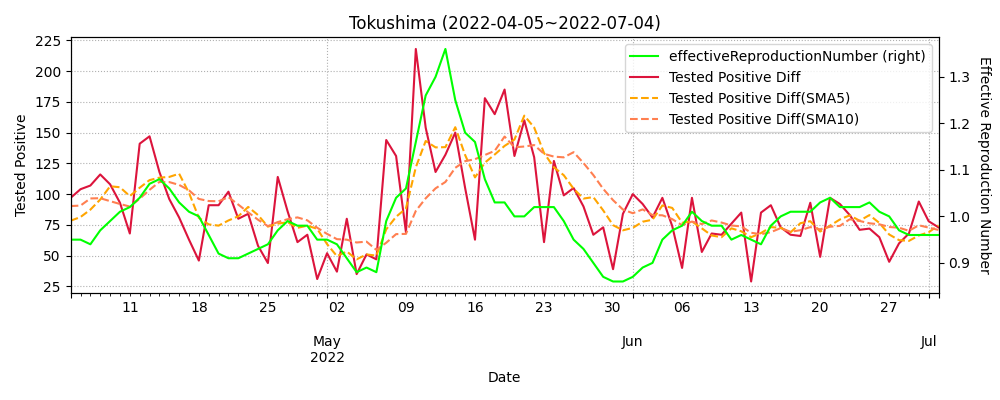 Tokushima (2022-04-05~2022-07-04)
225
200
175
150
125
100
75
50
25
Tested Positive
effectiveReproductionNumber (right)
Tested Positive Diff
Tested Positive Diff(SMA5)
Tested Positive Diff(SMA10)
1.3
1.2
1.1
1.0
0.9
Effective Reproduction Number
11 18 25 02 09 16 23 30 06 13 20 27
May Jun Jul
2022
Date